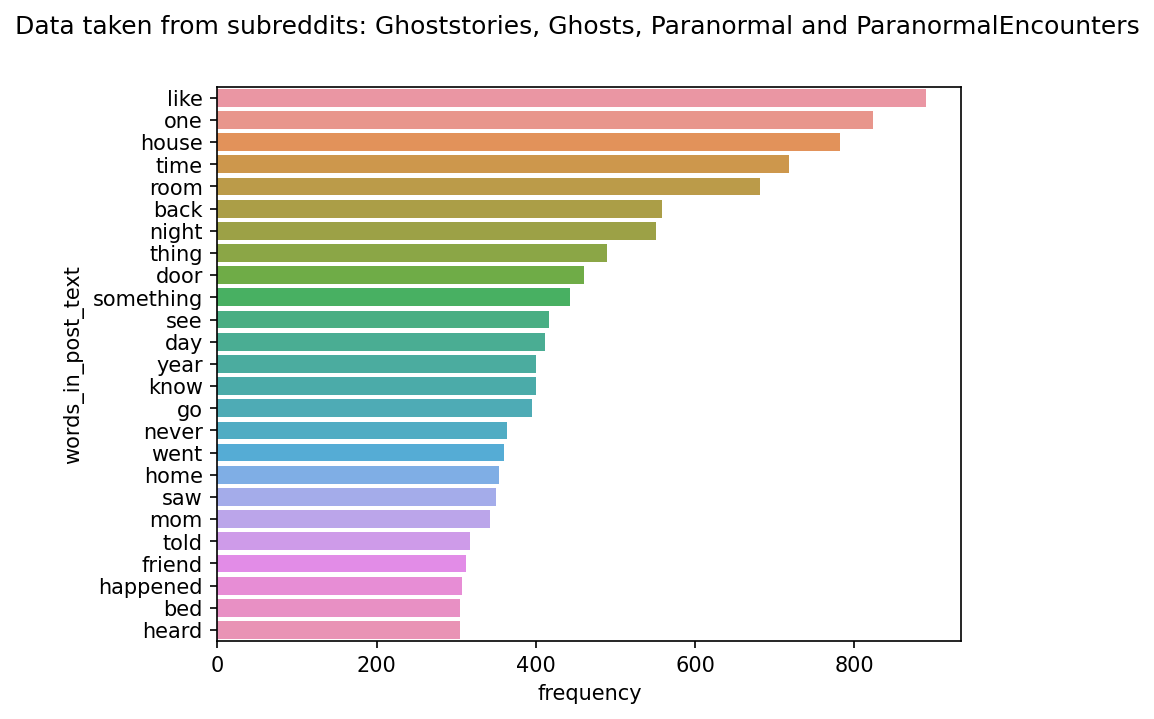 Data taken from subreddits: Ghoststories, Ghosts, Paranormal and ParanormalEncounters
words_in_post_text
like
one
house
time
room
back
night
thing
door
something
see
day
year
know
go
never
went
home
saw
mom
told
friend
happened
bed
heard
0 200 400 600 800
frequency